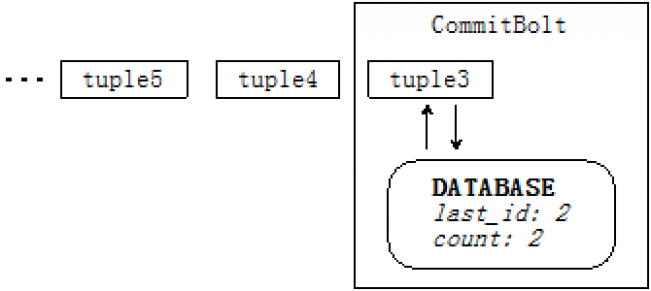 CommitBolt
... tuple5 tuple4 tuple3
DATABASE
last_id: 2
count: 2